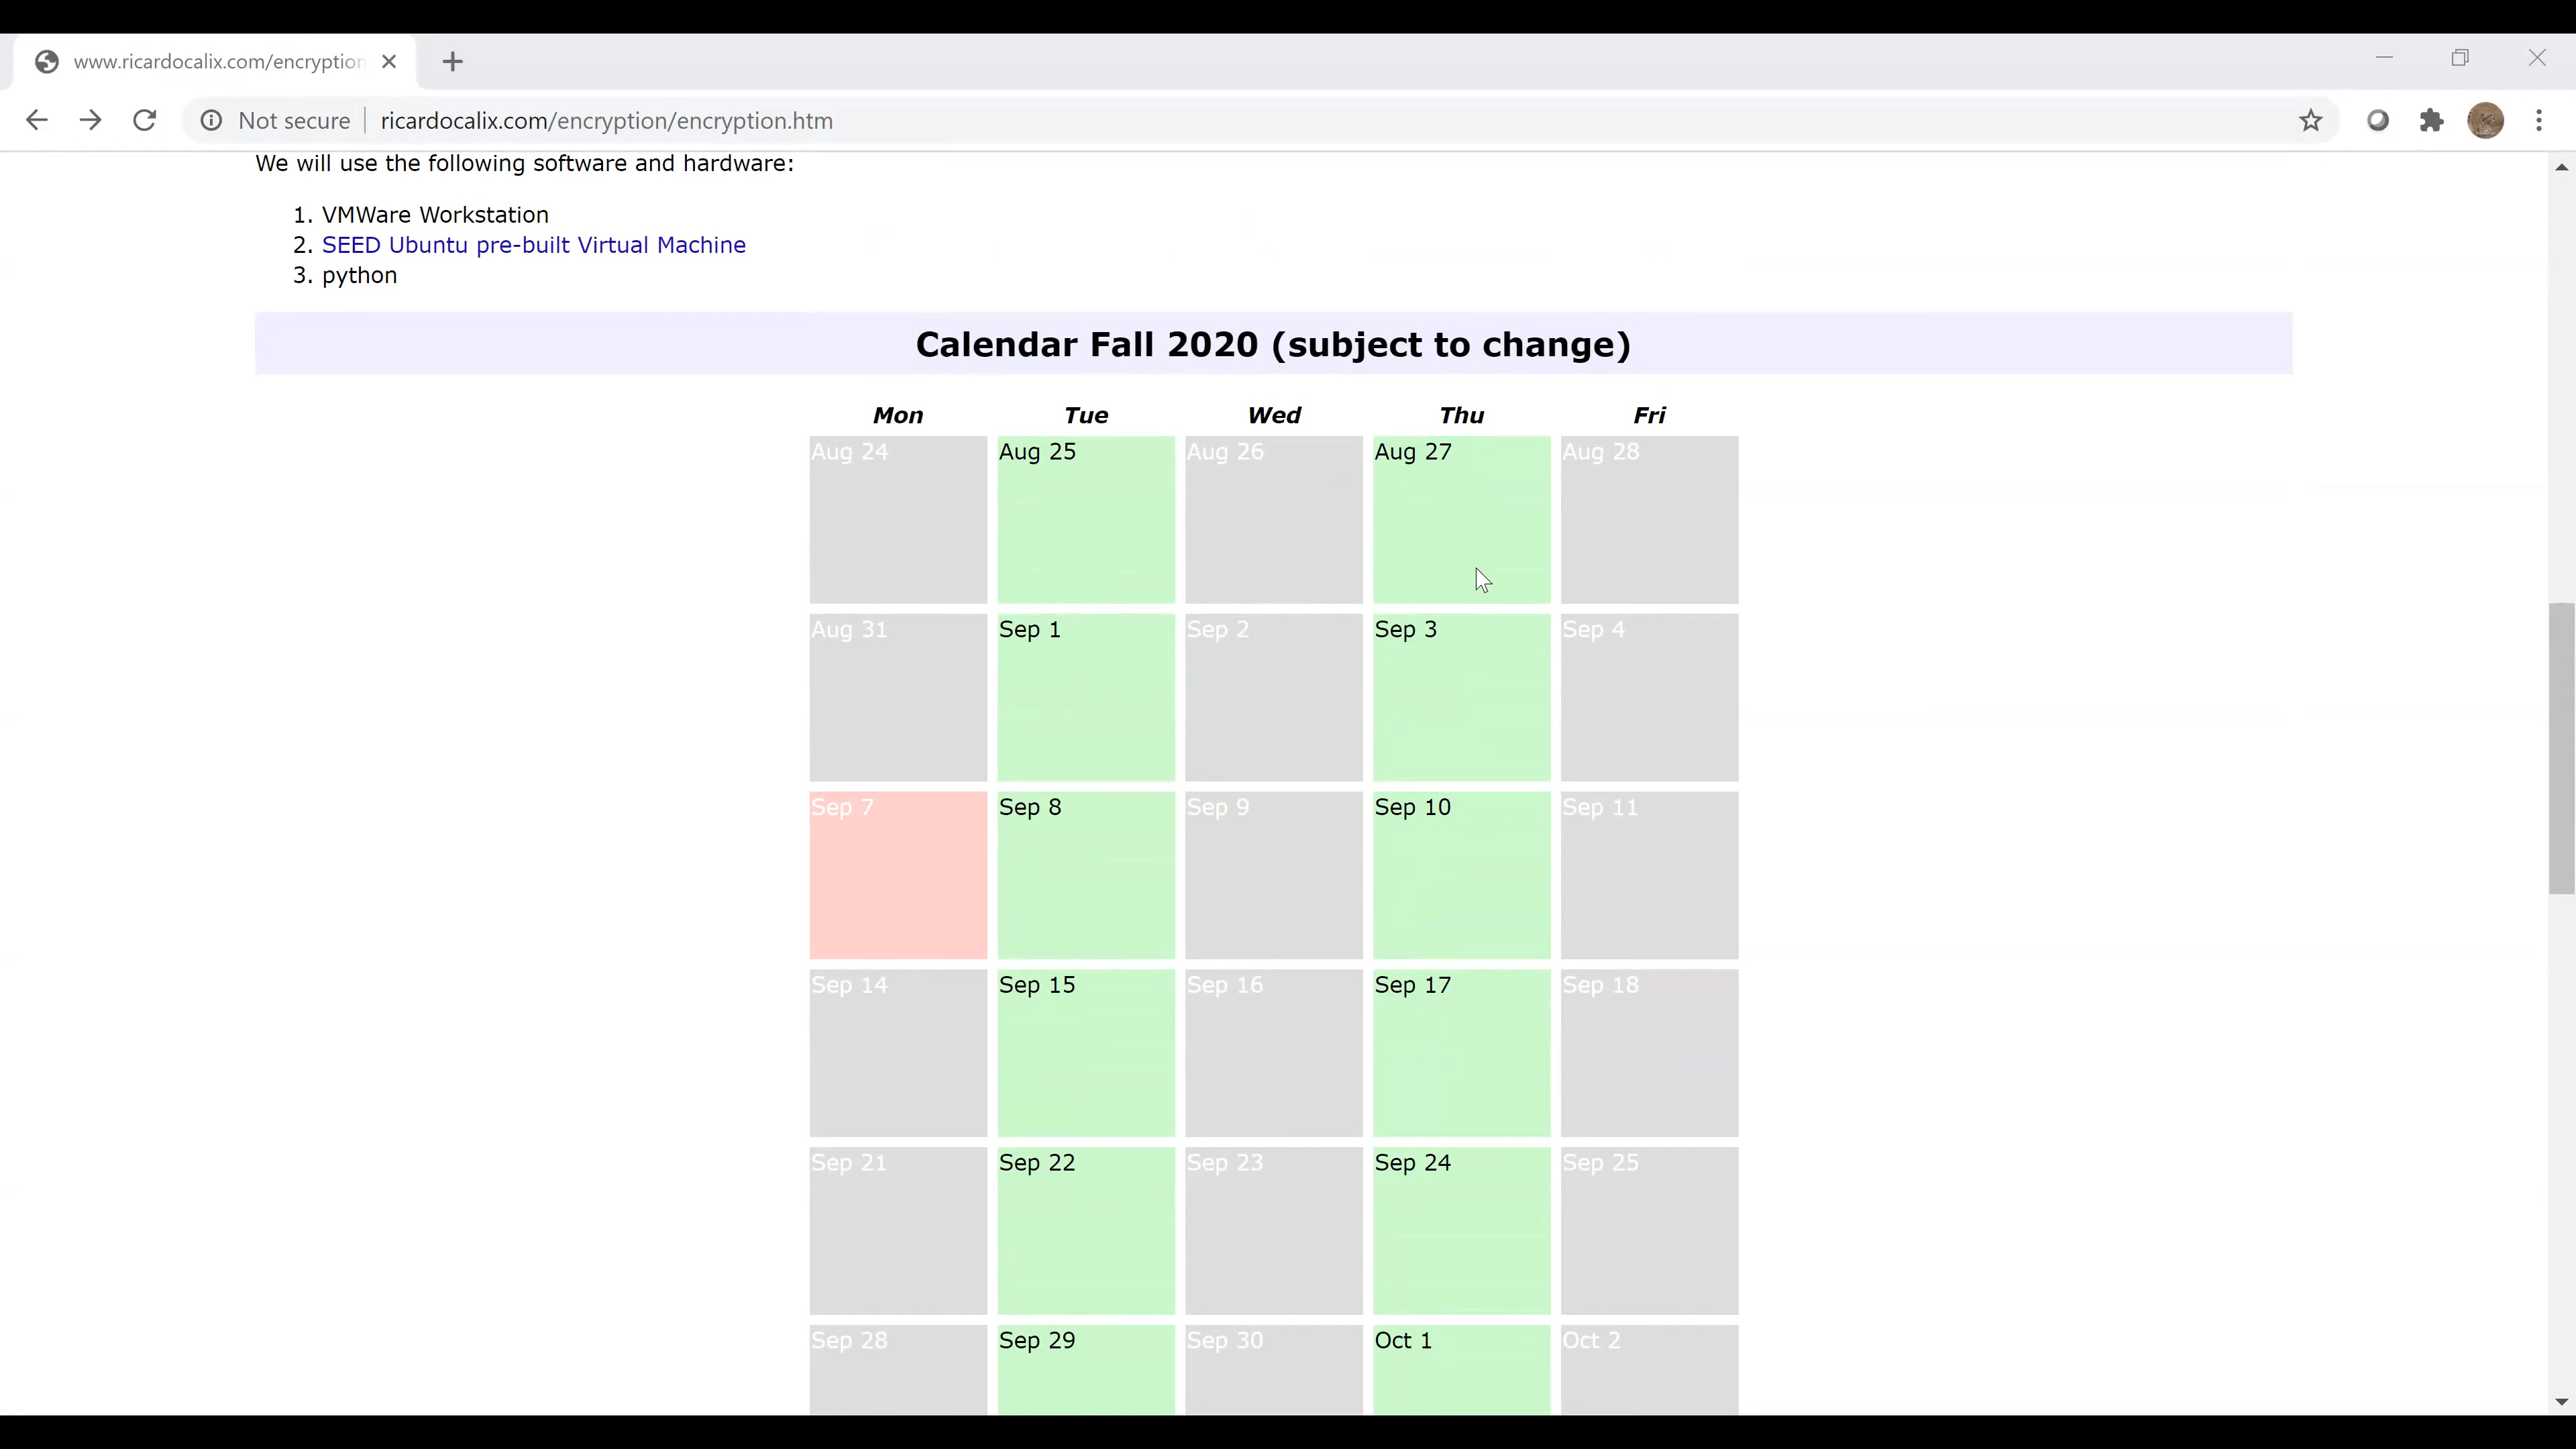 www.ricardocalix.com/encryption
Not secure
ricardocalix.com/encryption/encryption.htm
We will use the following software and hardware:
1. VMWare Workstation
2. SEED Ubuntu pre-built Virtual Machine
3. python
Calendar Fall 2020 (subject to change)
Mon Tue Wed Thu Fri
Aug 24 Aug 25 Aug 26 Aug 27 Aug 28
Aug 31 Sep 1 Sep 2 Sep 3 Sep 4
Sep 7 Sep 8 Sep 9 Sep 10 Sep 11
Sep 14 Sep 15 Sep 16 Sep 17 Sep 18
Sep 21 Sep 22 Sep 23 Sep 24 Sep 25
Sep 28 Sep 29 Sep 30 Oct 1 Oct 2